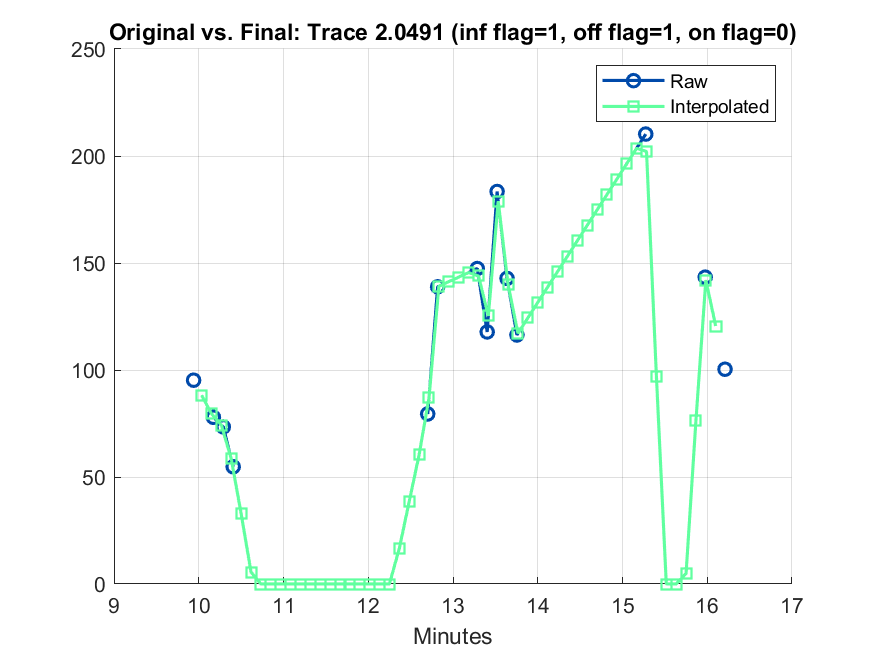 Original vs. Final: Trace 2.0491 (inf flag=1, off flag=1, on flag=0)
250
200
150
100
50
0
Raw
Interpolated
9 10 11 12 13 14 15 16 17
Minutes